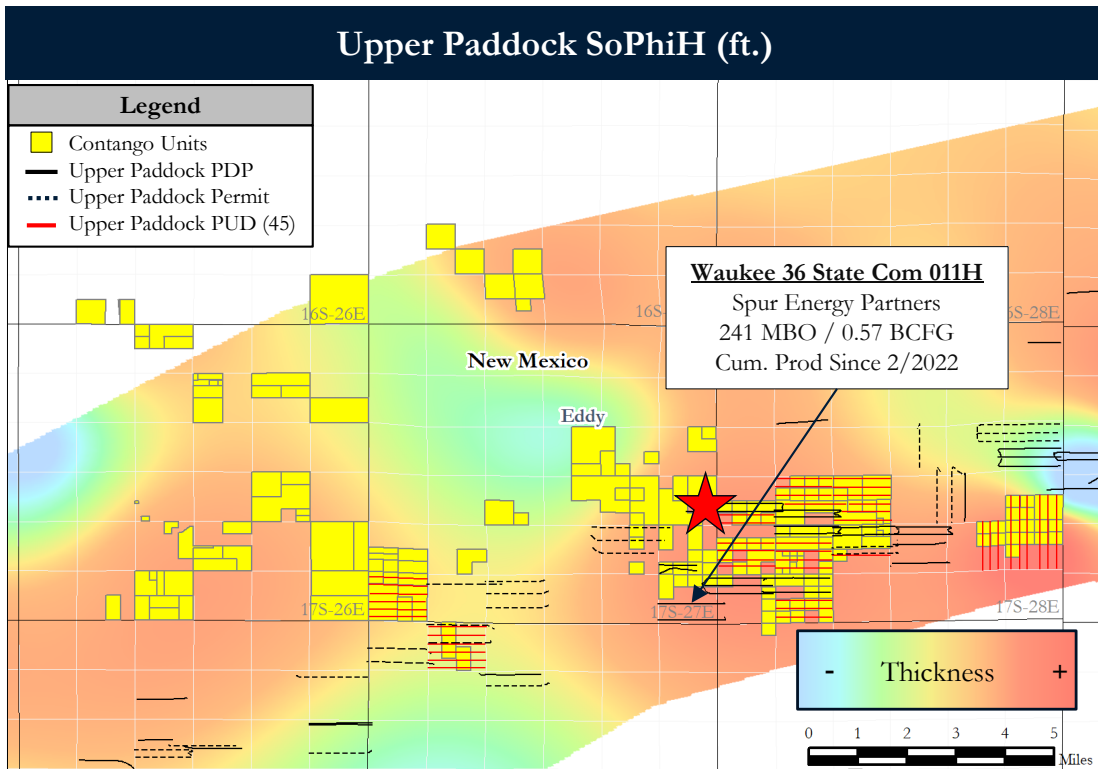 Upper Paddock SoPhiH (ft.)
Legend
Contango Units
Upper Paddock PDP
Upper Paddock Permit
Upper Paddock PUD (45)
Waukee 36 State Com 011H
Spur Energy Partners
241 MBO / 0.57 BCFG
Cum. Prod Since 2/2022
16S-26E
16S-28E
New Mexico
Eddy
17S-26E
17S-27E
17S-28E
- Thickness +
0 1 2 3 4 5
Miles